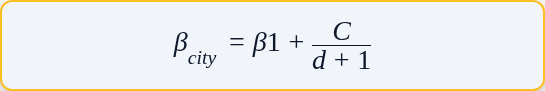 β_city = β1 + C/(d + 1)